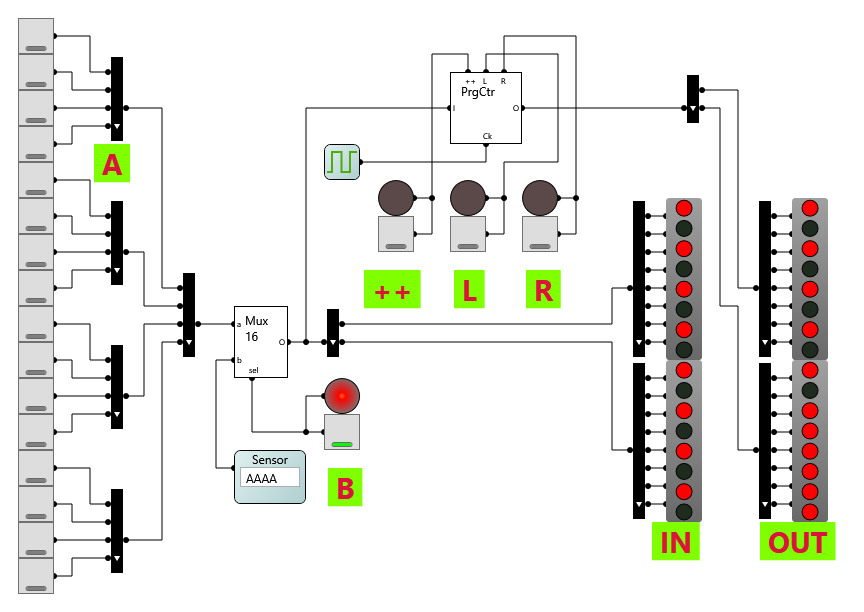 ++ L R
PrgCtr
I O
Ck
A
++ L R
Mux
16
a
b
O
sel
Sensor
AAAA
B
IN OUT